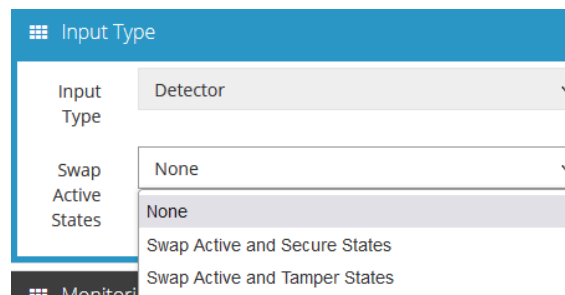 Input Type
Input
Type
Detector
Swap
Active
States
None
None
Swap Active and Secure States
Swap Active and Tamper States